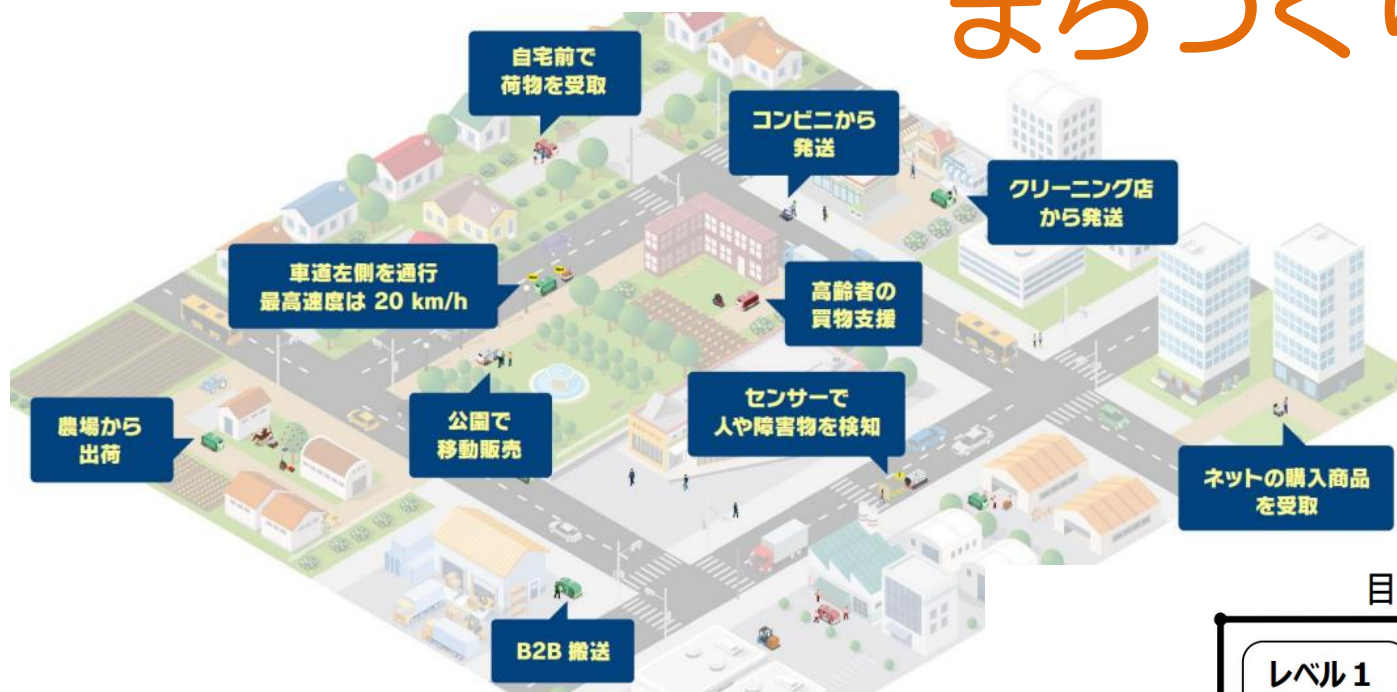 まちづく
自宅前で
荷物を受取
コンビニから
発送
クリーニング店
から発送
車道左側を通行
最高速度は 20 km/h
高齢者の
買物支援
センサーで
人や障害物を検知
農場から
出荷
公園で
移動販売
ネットの購入商品
を受取
B2B 搬送
目
レベル1